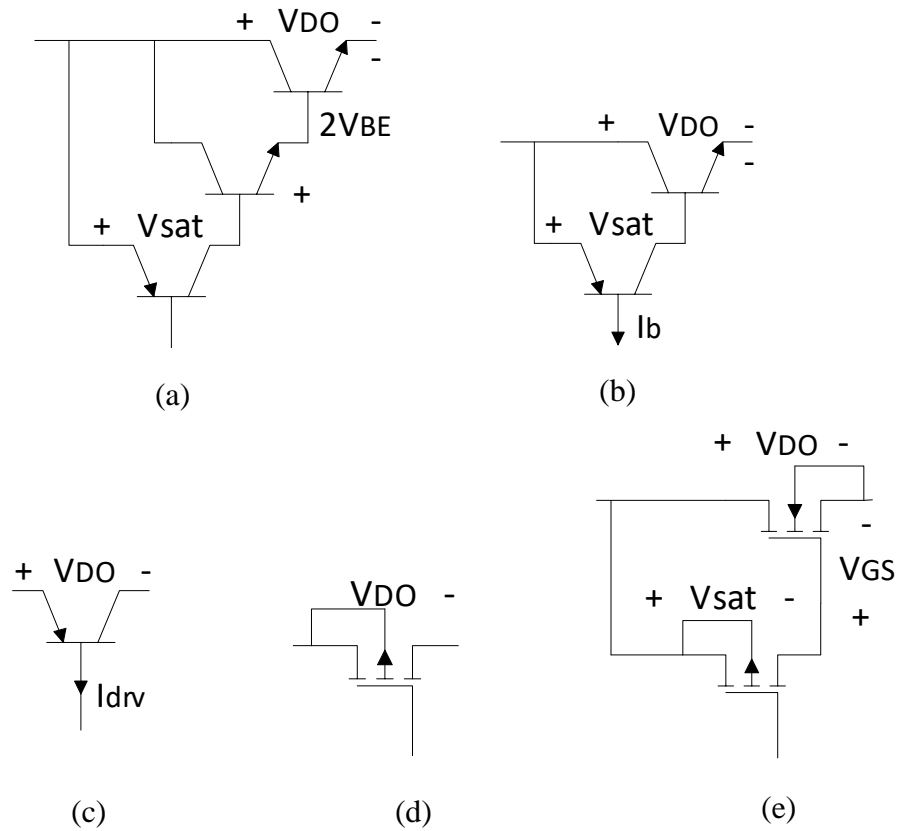 + VDO -
-
2VBE
+
+ Vsat
(a)
+ VDO -
-
+ Vsat
Ib
(b)
+ VDO -
Idrv
(c)
VDO -
(d)
+ VDO -
-
VGS
+
+ Vsat -
(e)